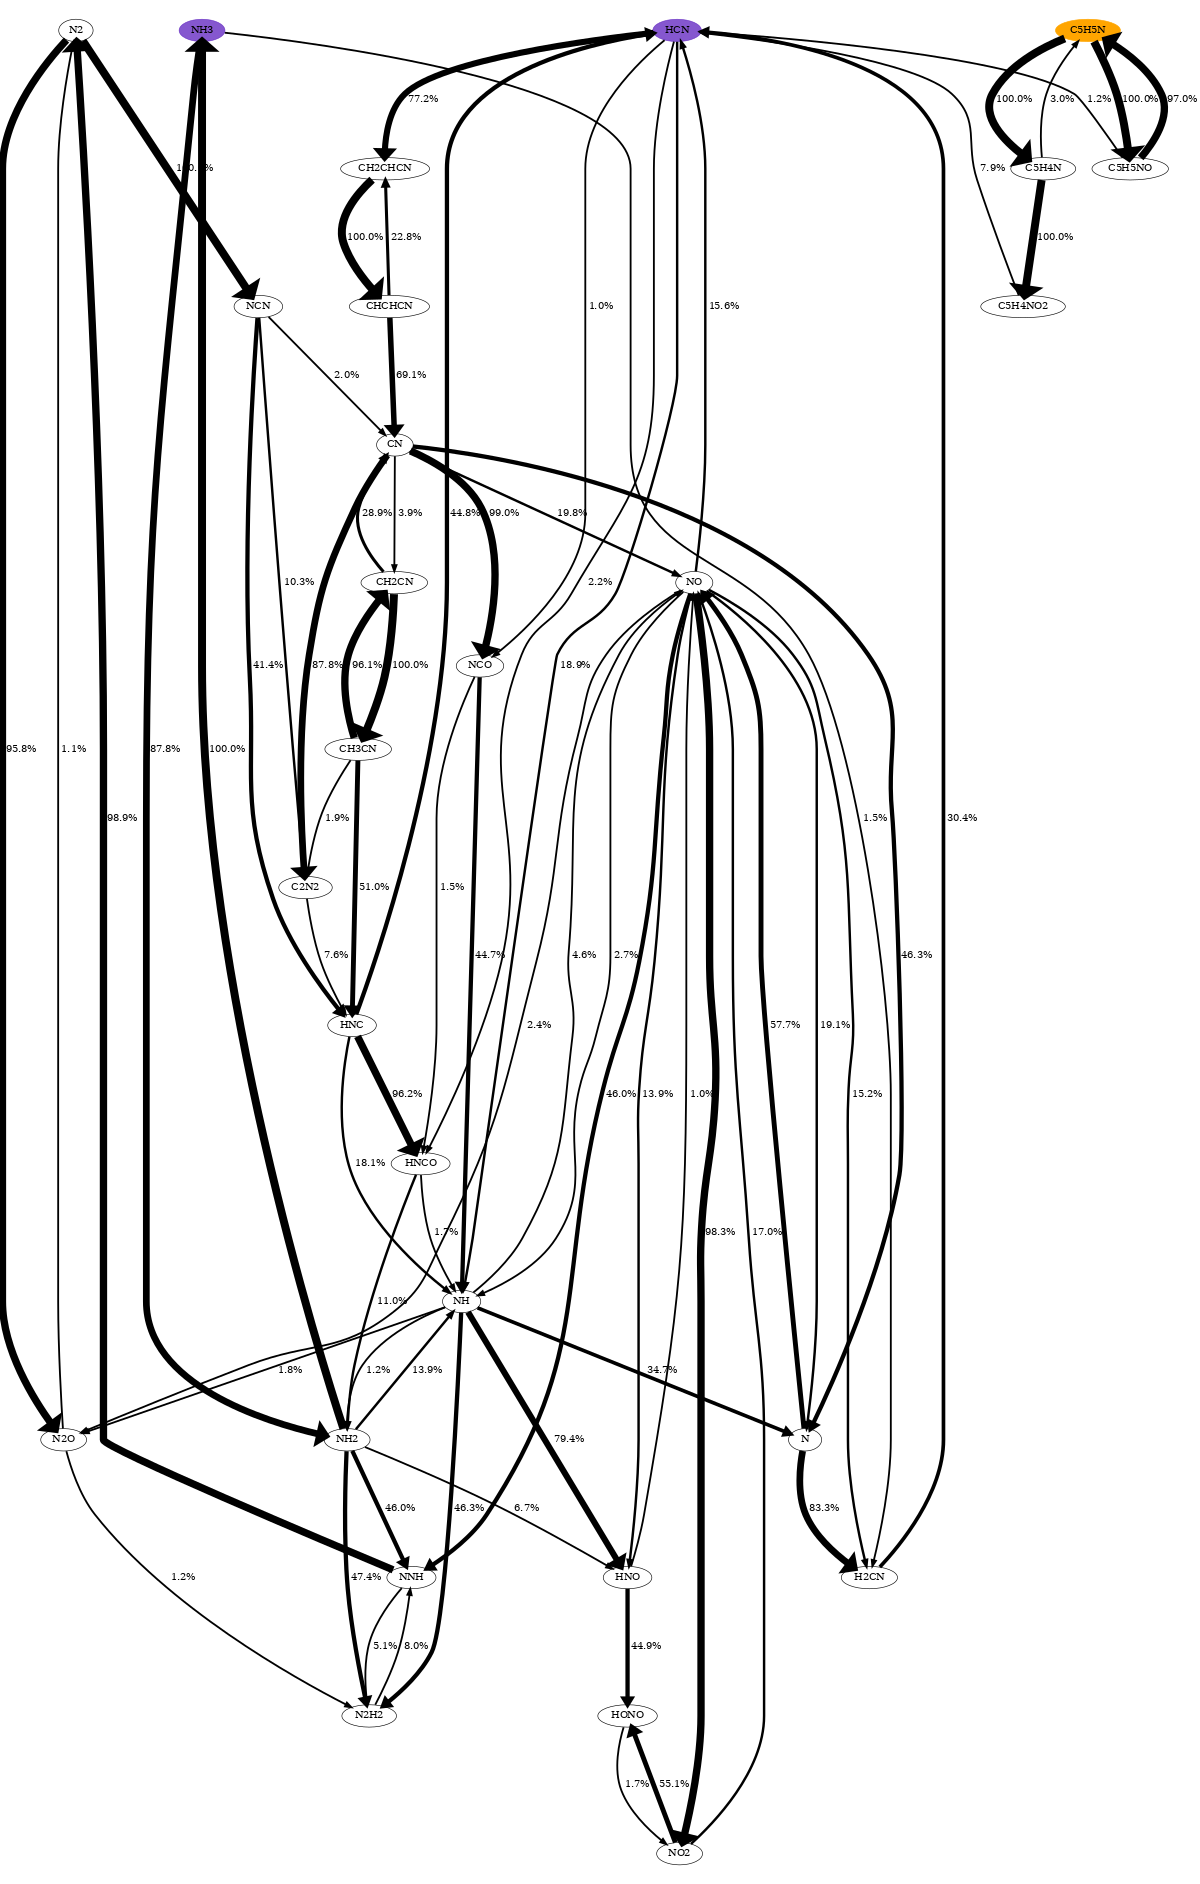 N2 NH3 HCN C5H5N
77.2% 100.0% 3.0% 1.2% 100.0% 97.0%
CH2CHCN 7.9% C5H4N C5H5NO
100.0% 22.8% 100.0%
NCN CHCHCN 1.0% 15.6% C5H4NO2
2.0% 69.1%
CN
28.9% 3.9% 44.8% 99.0% 19.8%
10.3% CH2CN 2.2% NO
41.4% 87.8% 96.1% 100.0% NCO 18.9%
95.8% 1.1% 87.8% 100.0% CH3CN
98.9% 1.9% 1.5% 30.4%
C2N2 51.0% 1.5%
7.6% 44.7% 4.6% 2.7% 46.3%
HNC 2.4% 57.7% 19.1%
96.2% 46.0% 13.9% 1.0% 15.2%
18.1% HNCO
1.7% 98.3% 17.0%
11.0% NH
1.8% 1.2% 13.9% 34.7%
N2O NH2 79.4% N
46.0% 46.3% 6.7% 83.3%
1.2% 47.4% NNH HNO H2CN
5.1% 8.0% 44.9%
N2H2 HONO
1.7% 55.1%
NO2